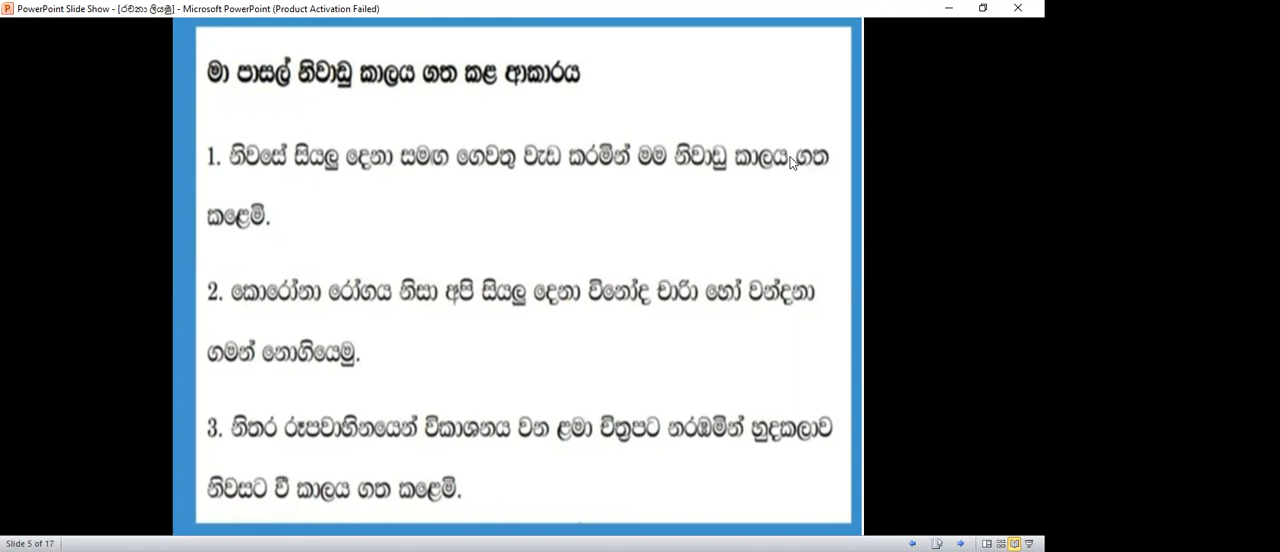 PowerPoint Slide Show - [රචනා ලියමු] - Microsoft PowerPoint (Product Activation Failed)
මා පාසල් නිවාඩු කාලය ගත කළ ආකාරය
1. නිවසේ සියලු දෙනා සමඟ ගෙවතු වැඩ කරමින් මම නිවාඩු කාලය ගත
කළෙමි.
2. කොරෝනා රෝගය නිසා අපි සියලු දෙනා විනෝද චාරිා හෝ වන්දනා
ගමන් නොගියෙමු.
3. නිතර රූපවාහිනයෙන් විකාශනය වන ළමා චිත්‍රපට නරඹමින් හුදකලාව
නිවසට වී කාලය ගත කළෙමි.
Slide 5 of 17